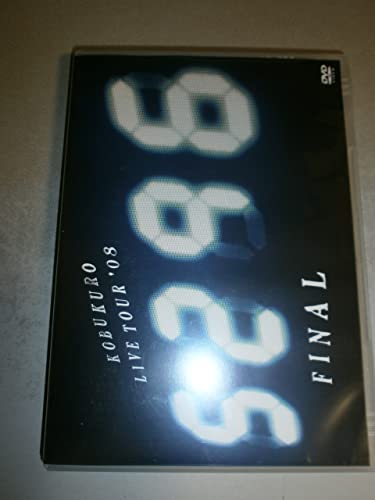 KOBUKURO
LIVE TOUR '08
5296
FINAL
DVD